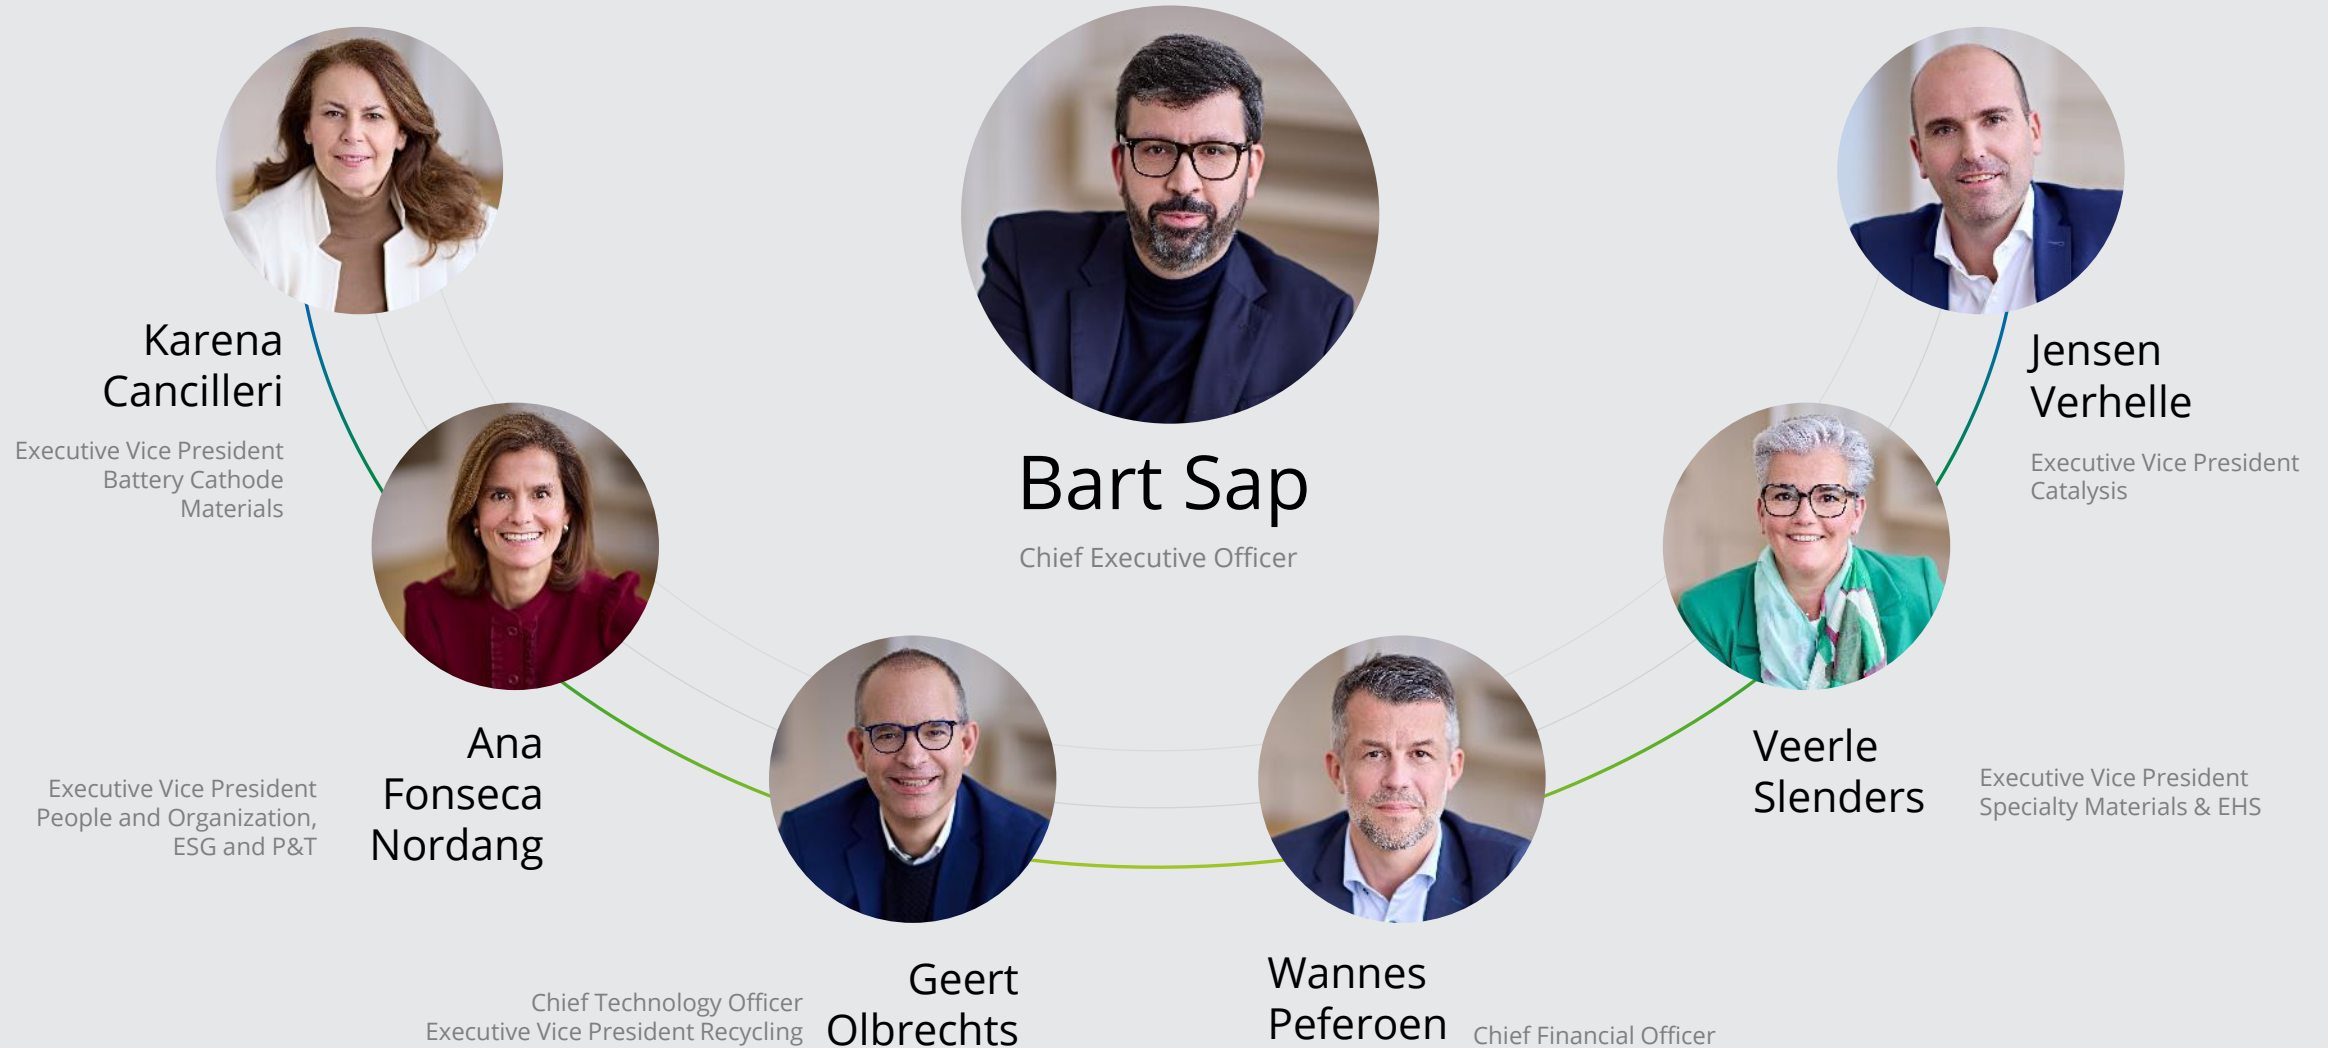 Bart Sap
Chief Executive Officer
Karena
Cancilleri
Executive Vice President
Battery Cathode
Materials
Ana
Fonseca
Nordang
Executive Vice President
People and Organization,
ESG and P&T
Geert
Olbrechts
Chief Technology Officer
Executive Vice President Recycling
Wannes
Peferoen
Chief Financial Officer
Veerle
Slenders
Executive Vice President
Specialty Materials & EHS
Jensen
Verhelle
Executive Vice President
Catalysis